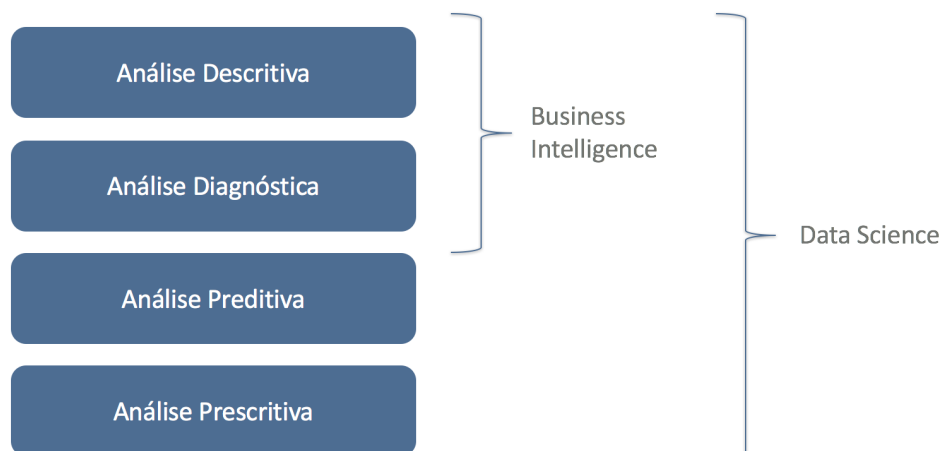 Análise Descritiva
Business
Intelligence
Análise Diagnóstica
Data Science
Análise Preditiva
Análise Prescritiva